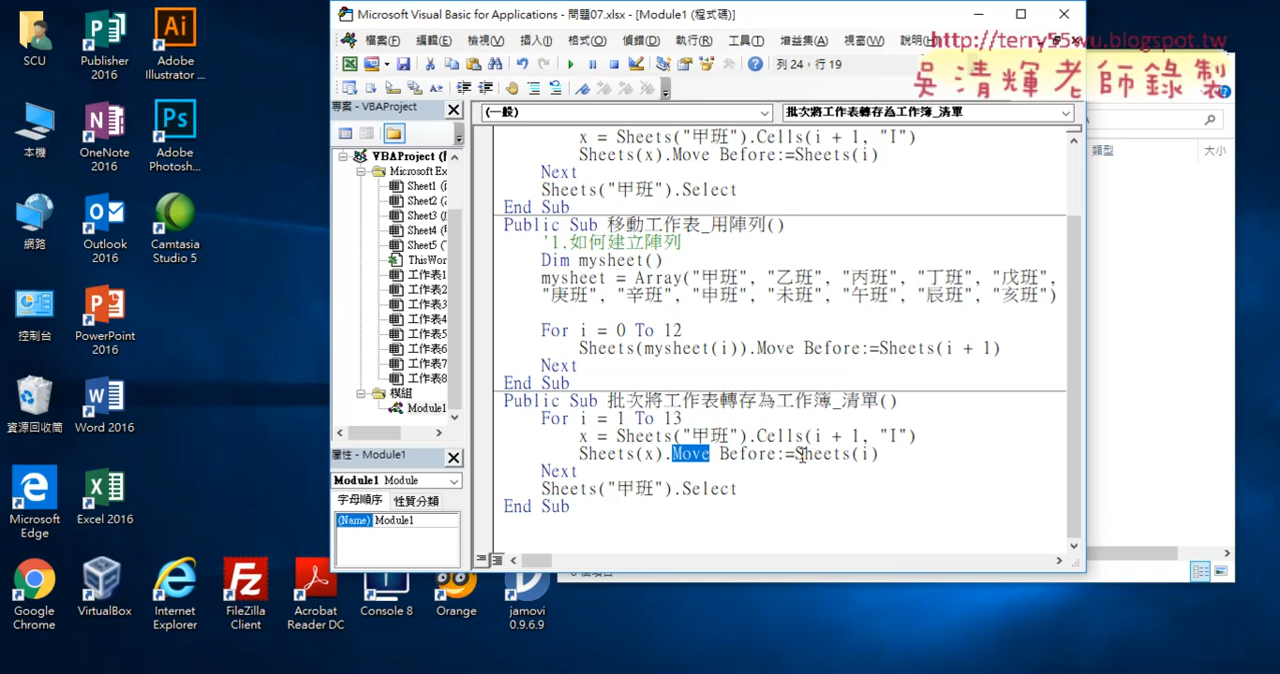 SCU
Publisher
2016
Adobe
Illustrator ...
本機
OneNote
2016
Adobe
Photosh...
網路
Outlook
2016
Camtasia
Studio 5
控制台
PowerPoint
2016
資源回收筒
Word 2016
Microsoft
Edge
Excel 2016
Google
Chrome
VirtualBox
Internet
Explorer
FileZilla
Client
Acrobat
Reader DC
Console 8
Orange
jamovi
0.9.6.9
Microsoft Visual Basic for Applications - 問題07.xlsx - [Module1 (程式碼)]
檔案(F) 編輯(E) 檢視(V) 插入(I) 格式(O) 偵錯(D) 執行(R) 工具(T) 增益集(A) 視窗(W) 說明(H)
http://terry55wu.blogspot.tw
吳清輝老師錄製
列 24，行 19
專案 - VBAProject
VBAProject (
Microsoft Ex
Sheet1 (
Sheet2 (
Sheet3 (
Sheet4 (
Sheet5 (
ThisWor
工作表1
工作表2
工作表3
工作表4
工作表5
工作表6
工作表7
工作表8
模組
Module1
屬性 - Module1
Module1 Module
字母順序 性質分類
(Name) Module1
(一般)
批次將工作表轉存為工作簿_清單
x = Sheets("甲班").Cells(i + 1, "I")
Sheets(x).Move Before:=Sheets(i)
Next
Sheets("甲班").Select
End Sub
Public Sub 移動工作表_用陣列()
'1.如何建立陣列
Dim mysheet()
mysheet = Array("甲班", "乙班", "丙班", "丁班", "戊班",
"庚班", "辛班", "申班", "未班", "午班", "辰班", "亥班")
For i = 0 To 12
Sheets(mysheet(i)).Move Before:=Sheets(i + 1)
Next
End Sub
Public Sub 批次將工作表轉存為工作簿_清單()
For i = 1 To 13
x = Sheets("甲班").Cells(i + 1, "I")
Sheets(x).Move Before:=Sheets(i)
Next
Sheets("甲班").Select
End Sub
類型
大小